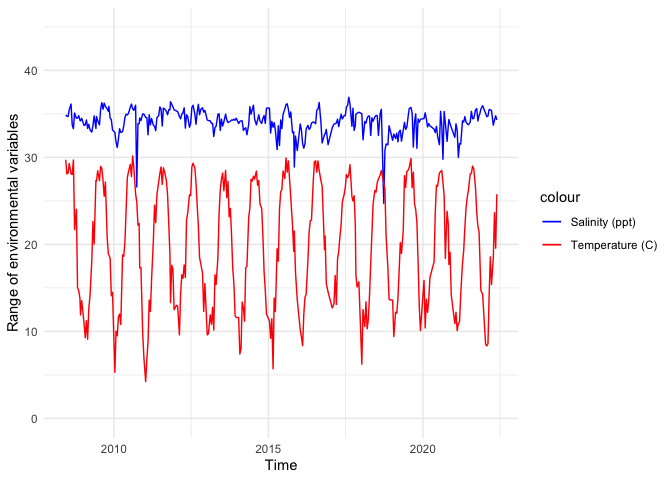 Range of environmental variables
40
30
20
10
0
2010
2015
2020
Time
colour
Salinity (ppt)
Temperature (C)